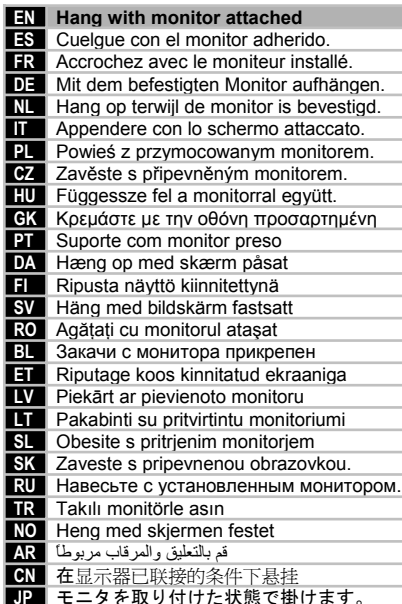 EN Hang with monitor attached
ES Cuelgue con el monitor adherido.
FR Accrochez avec le moniteur installé.
DE Mit dem befestigten Monitor aufhängen.
NL Hang op terwijl de monitor is bevestigd.
IT Appendere con lo schermo attaccato.
PL Powieś z przymocowanym monitorem.
CZ Zavěste s připevněným monitorem.
HU Függessze fel a monitorral együtt.
GK Κρεμάστε με την οθόνη προσαρτημένη
PT Suporte com monitor preso
DA Hæng op med skærm påsat
FI Ripusta näyttö kiinnitettynä
SV Häng med bildskärm fastsatt
RO Agăţaţi cu monitorul ataşat
BL Закачи с монитора прикрепен
ET Riputage koos kinnitatud ekraaniga
LV Piekārt ar pievienoto monitoru
LT Pakabinti su pritvirtintu monitoriumi
SL Obesite s pritrjenim monitorjem
SK Zaveste s pripevnenou obrazovkou.
RU Навесьте с установленным монитором.
TR Takılı monitörle asın
NO Heng med skjermen festet
AR قم بالتعليق والمرقاب مربوطاً
CN 在显示器已联接的条件下悬挂
JP モニタを取り付けた状態で掛けます。